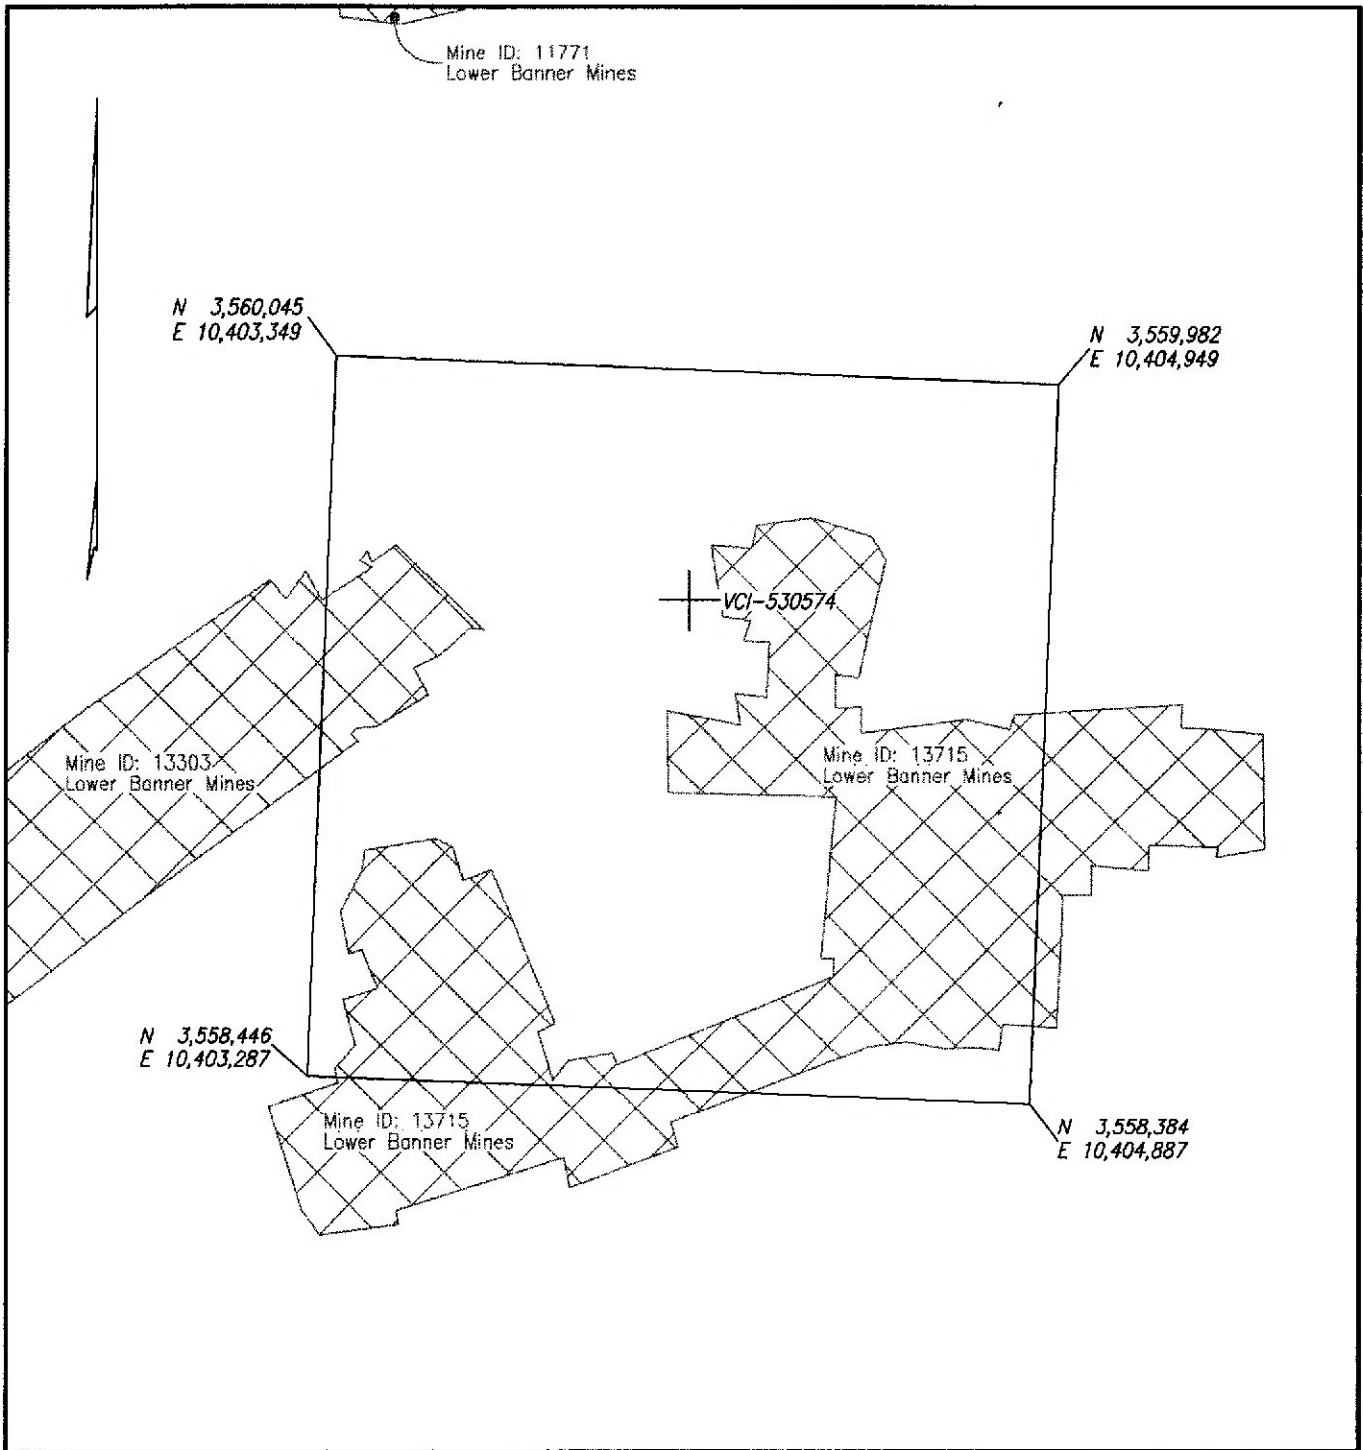 Mine ID: 11771
Lower Banner Mines
N 3,560,045
E 10,403,349
N 3,559,982
E 10,404,949
VCI-530574
Mine ID: 13303
Lower Banner Mines
Mine ID: 13715
Lower Banner Mines
N 3,558,446
E 10,403,287
Mine ID: 13715
Lower Banner Mines
N 3,558,384
E 10,404,887